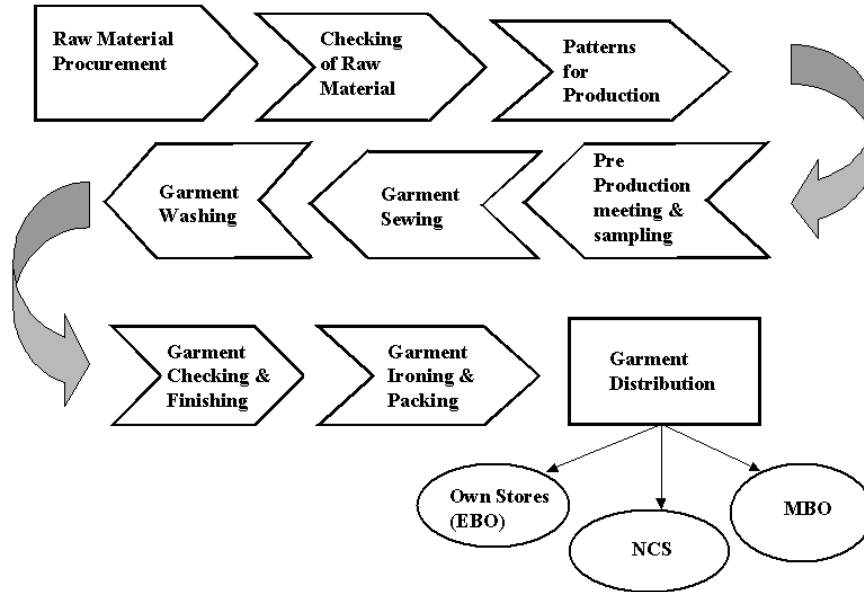 Raw Material
Procurement
Checking
of Raw
Material
Patterns
for
Production
Pre
Production
meeting &
sampling
Garment
Sewing
Garment
Washing
Garment
Checking &
Finishing
Garment
Ironing &
Packing
Garment
Distribution
Own Stores
(EBO)
NCS
MBO